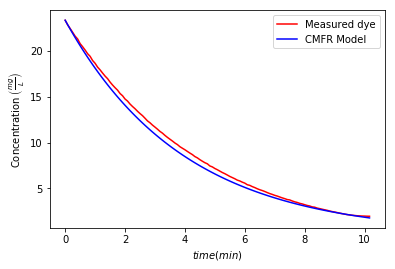 Measured dye
CMFR Model
Concentration (mg/L)
20
15
10
5
0
2
4
6
8
10
time(min)